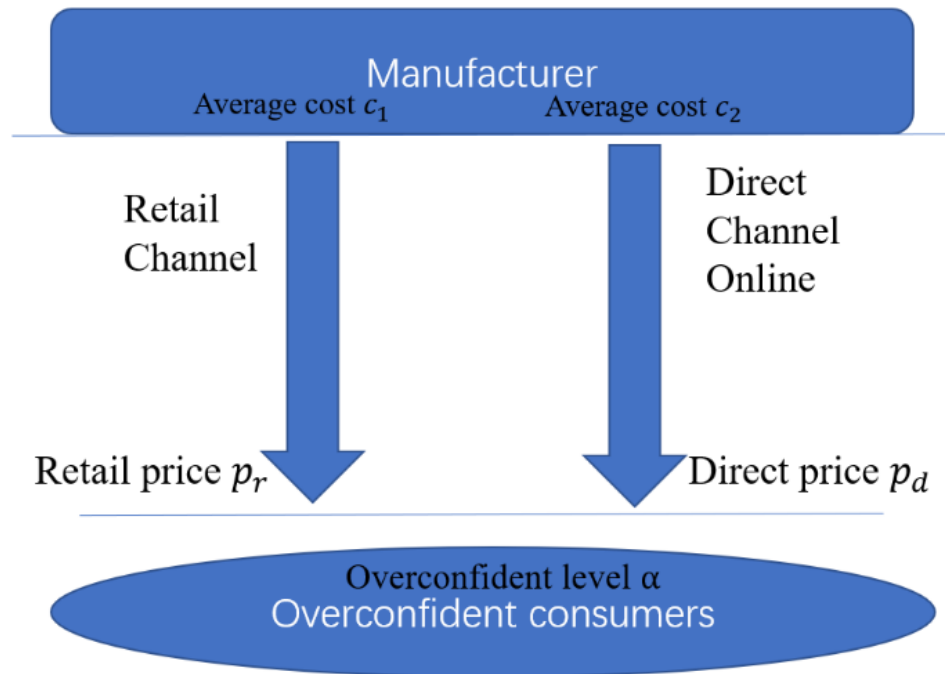 Manufacturer
Average cost c₁
Average cost c₂
Retail
Channel
Direct
Channel
Online
Retail price pᵣ
Direct price p_d
Overconfident level α
Overconfident consumers